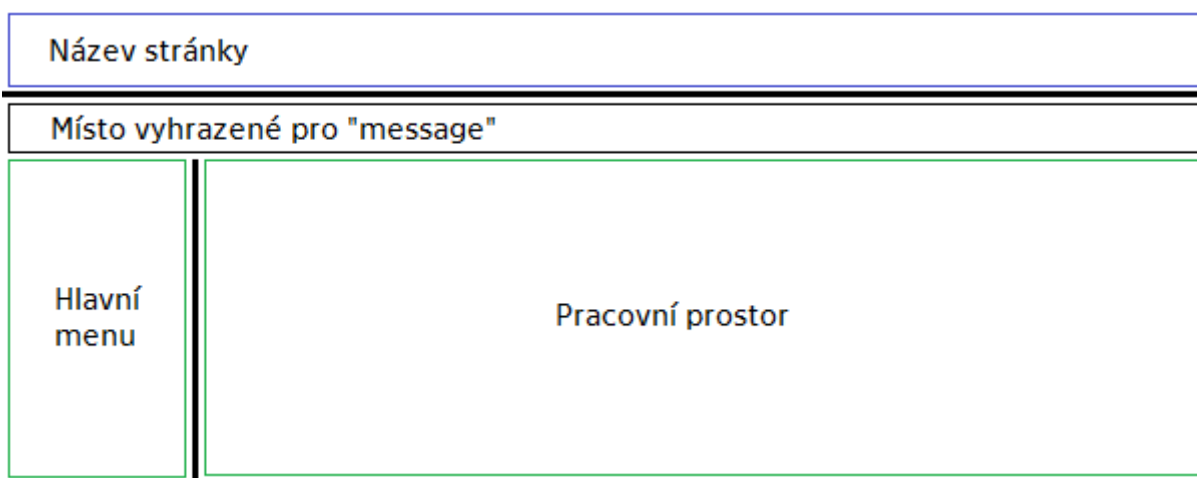 Název stránky
Místo vyhrazené pro "message"
Hlavní
menu
Pracovní prostor